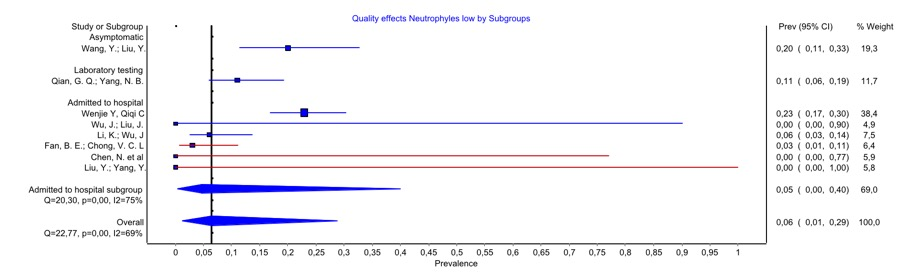 Quality effects Neutrophyles low by Subgroups
Study or Subgroup Prev (95% CI) % Weight
Asymptomatic
Wang, Y.; Liu, Y. 0,20 ( 0,11, 0,33) 19,3
Laboratory testing
Qian, G. Q.; Yang, N. B. 0,11 ( 0,06, 0,19) 11,7
Admitted to hospital
Wenjie Y, Qiqi C 0,23 ( 0,17, 0,30) 38,4
Wu, J.; Liu, J. 0,00 ( 0,00, 0,90) 4,9
Li, K.; Wu, J 0,06 ( 0,03, 0,14) 7,5
Fan, B. E.; Chong, V. C. L 0,03 ( 0,01, 0,11) 6,4
Chen, N. et al 0,00 ( 0,00, 0,77) 5,9
Liu, Y.; Yang, Y. 0,00 ( 0,00, 1,00) 5,8
Admitted to hospital subgroup 0,05 ( 0,00, 0,40) 69,0
Q=20,30, p=0,00, I2=75%
Overall 0,06 ( 0,01, 0,29) 100,0
Q=22,77, p=0,00, I2=69%
0 0,05 0,1 0,15 0,2 0,25 0,3 0,35 0,4 0,45 0,5 0,55 0,6 0,65 0,7 0,75 0,8 0,85 0,9 0,95 1
Prevalence